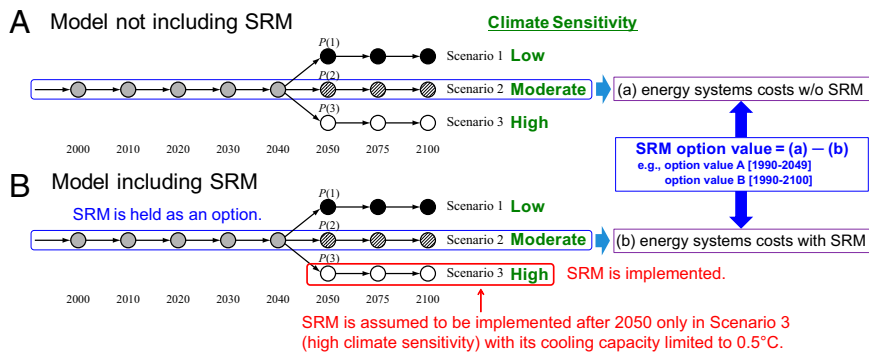 A Model not including SRM
Climate Sensitivity
P(1)
Scenario 1 Low
P(2)
Scenario 2 Moderate
(a) energy systems costs w/o SRM
P(3)
Scenario 3 High
2000 2010 2020 2030 2040 2050 2075 2100
SRM option value = (a) — (b)
e.g., option value A [1990-2049]
option value B [1990-2100]
B Model including SRM
SRM is held as an option.
P(1)
Scenario 1 Low
P(2)
Scenario 2 Moderate
(b) energy systems costs with SRM
P(3)
Scenario 3 High
SRM is implemented.
2000 2010 2020 2030 2040 2050 2075 2100
SRM is assumed to be implemented after 2050 only in Scenario 3
(high climate sensitivity) with its cooling capacity limited to 0.5°C.